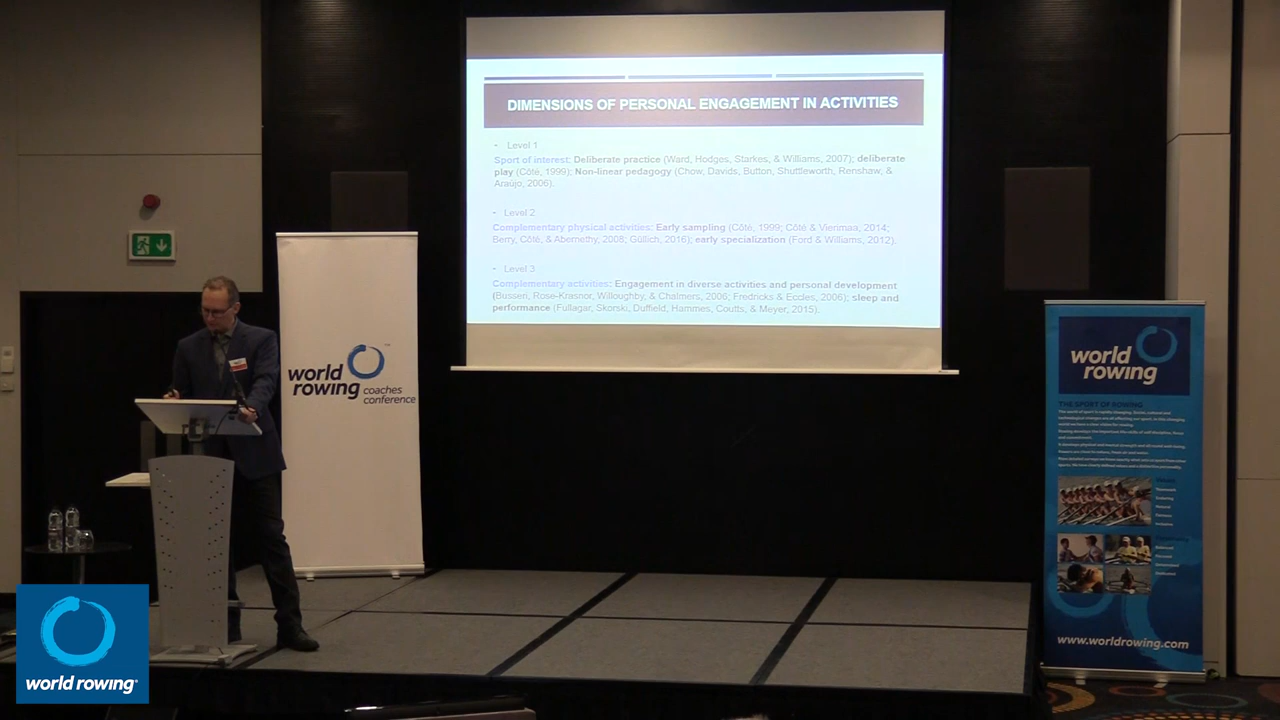 DIMENSIONS OF PERSONAL ENGAGEMENT IN ACTIVITIES
• Level 1
Sport of interest: Deliberate practice (Ward, Hodges, Starkes, & Williams, 2007); deliberate
play (Côté, 1999); Non-linear pedagogy (Chow, Davids, Button, Shuttleworth, Renshaw, &
Araújo, 2006).
• Level 2
Complementary physical activities: Early sampling (Côté, 1999; Côté & Vierimaa, 2014;
Berry, Côté, & Abernethy, 2008; Güllich, 2016); early specialization (Ford & Williams, 2012).
• Level 3
Complementary activities: Engagement in diverse activities and personal development
(Busseri, Rose-Krasnor, Willoughby, & Chalmers, 2006; Fredricks & Eccles, 2006); sleep and
performance (Fullagar, Skorski, Duffield, Hammes, Coutts, & Meyer, 2015).
world
rowing
coaches
conference
world
rowing
THE SPORT OF ROWING
www.worldrowing.com
world rowing